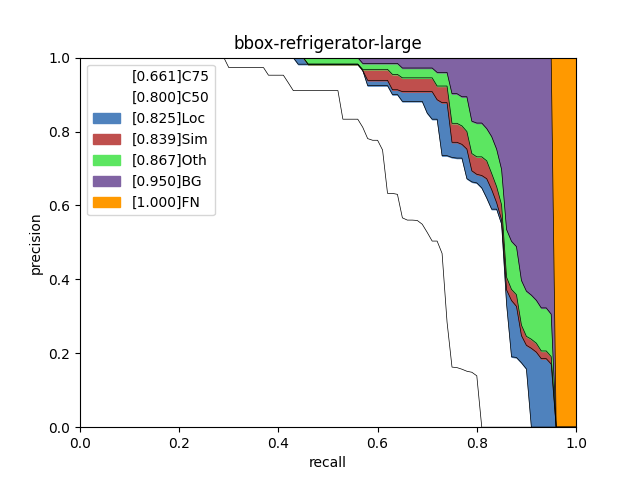 bbox-refrigerator-large
[0.661]C75
[0.800]C50
[0.825]Loc
[0.839]Sim
[0.867]Oth
[0.950]BG
[1.000]FN
precision
1.0
0.8
0.6
0.4
0.2
0.0
0.0 0.2 0.4 0.6 0.8 1.0
recall